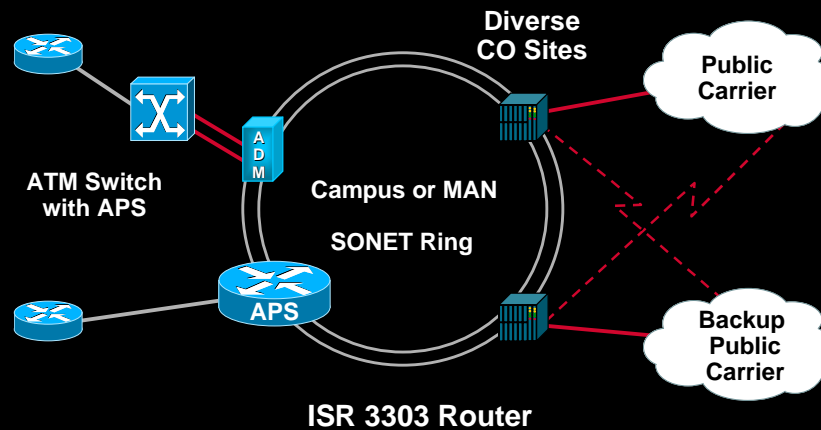 Diverse
CO Sites
Public
Carrier
A
D
M
ATM Switch
with APS
Campus or MAN
SONET Ring
APS
Backup
Public
Carrier
ISR 3303 Router